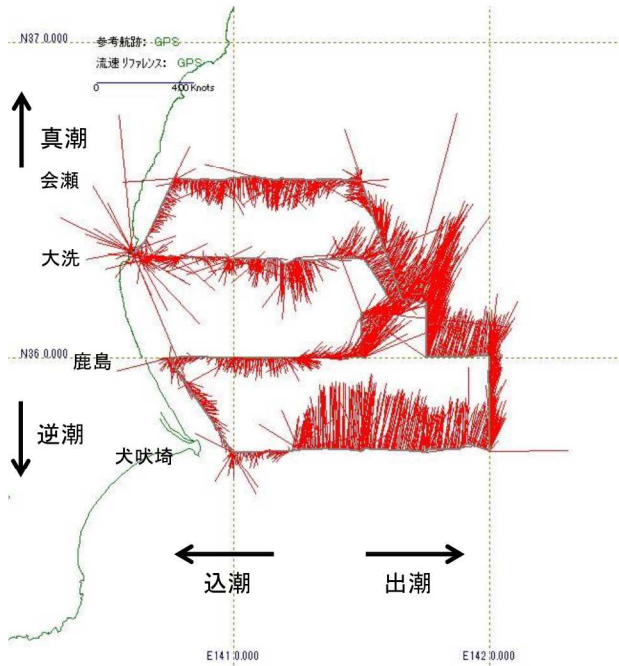 N37 0.000
参考航跡: GPS
流速リファレンス: GPS
0 4.00 Knots
真潮
会瀬
大洗
N36 0.000
鹿島
逆潮
犬吠埼
込潮 出潮
E141 0.000 E142 0.000